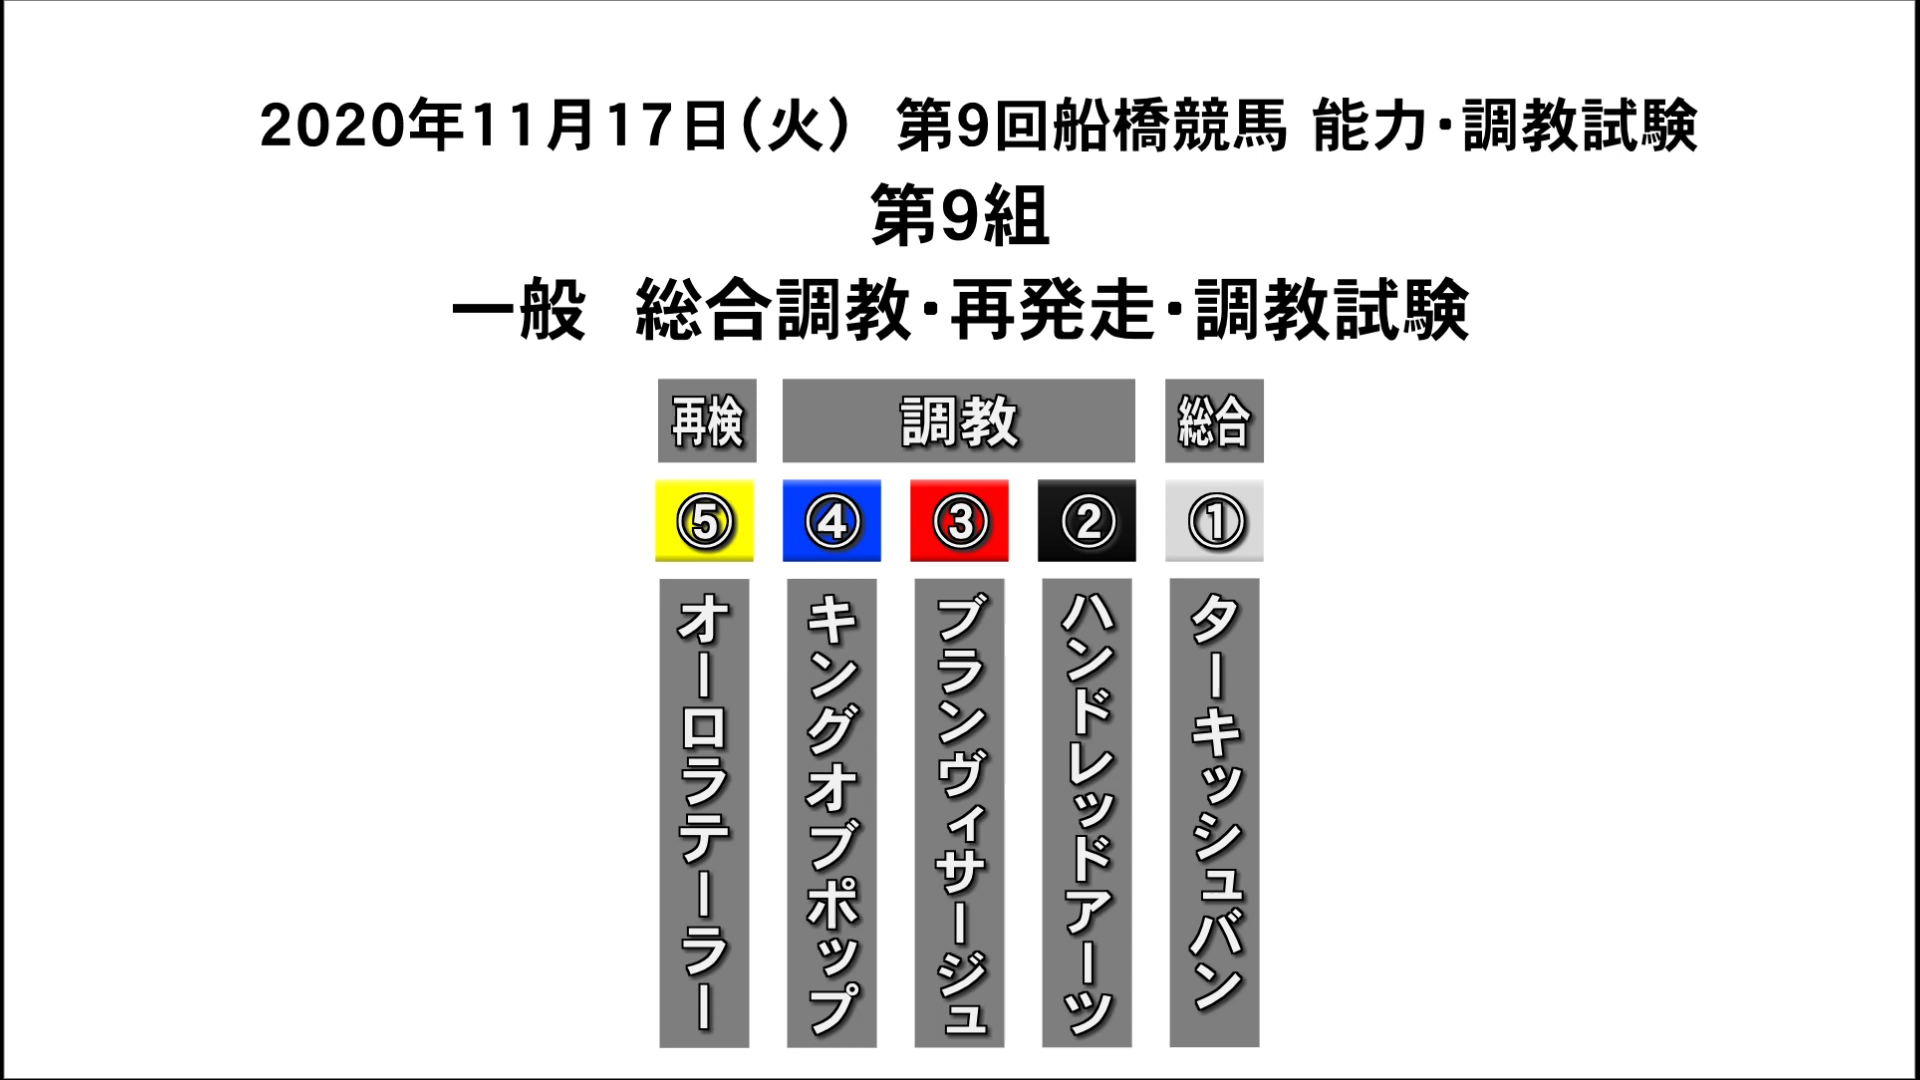 2020年11月17日(火) 第9回船橋競馬 能力・調教試験
第9組
一般 総合調教・再発走・調教試験
総合
調教
再検
①
ターキッシュバン
②
ハンドレッドアーツ
③
ブランヴィサージュ
④
キングオブポップ
⑤
オーロラテーラー